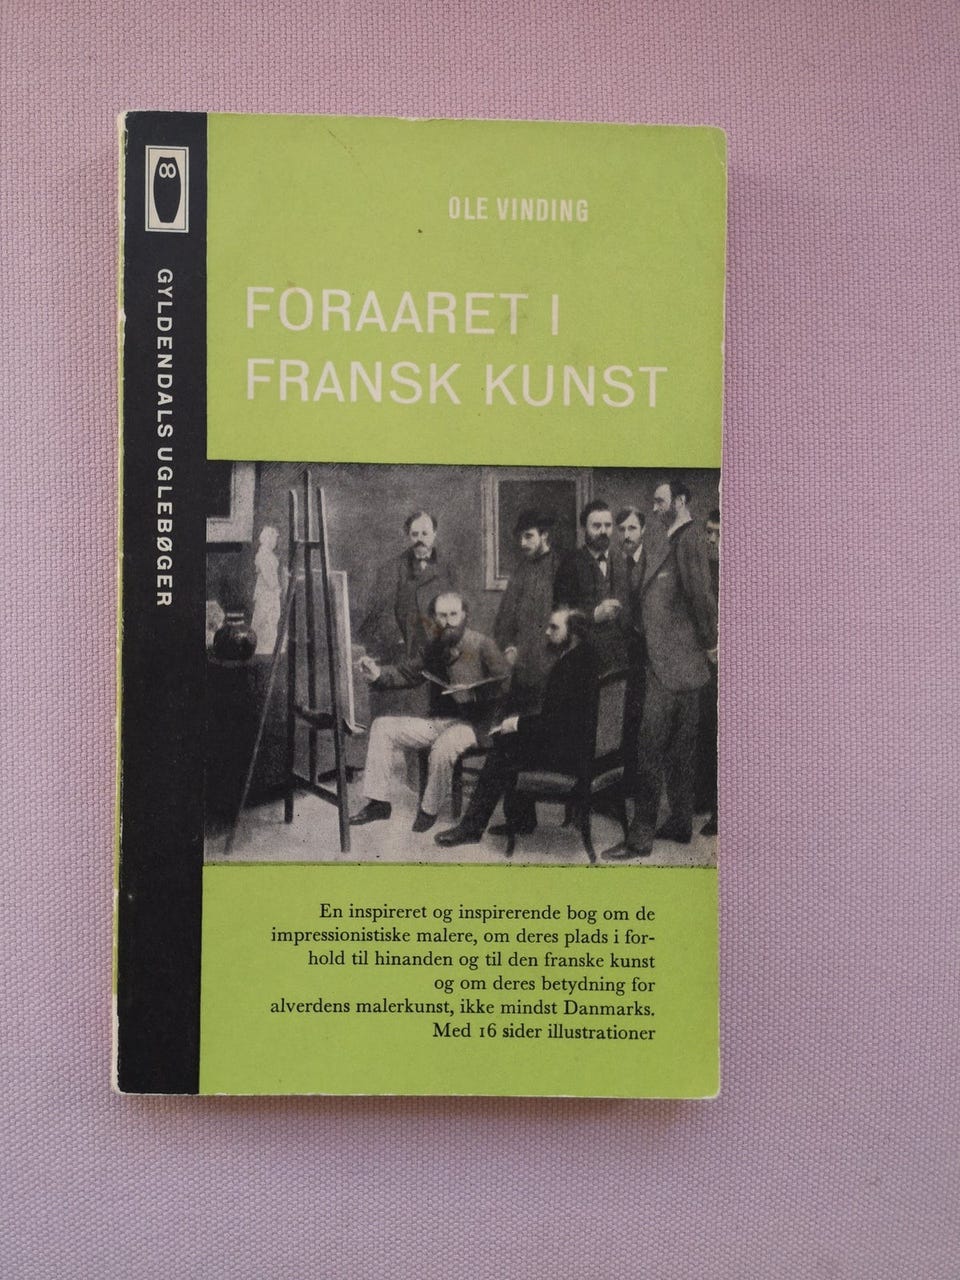 GYLDENDALS UGLEBØGER
OLE VINDING
FORAARET I
FRANSK KUNST
En inspireret og inspirerende bog om de
impressionistiske malere, om deres plads i for-
hold til hinanden og til den franske kunst
og om deres betydning for
alverdens malerkunst, ikke mindst Danmarks.
Med 16 sider illustrationer